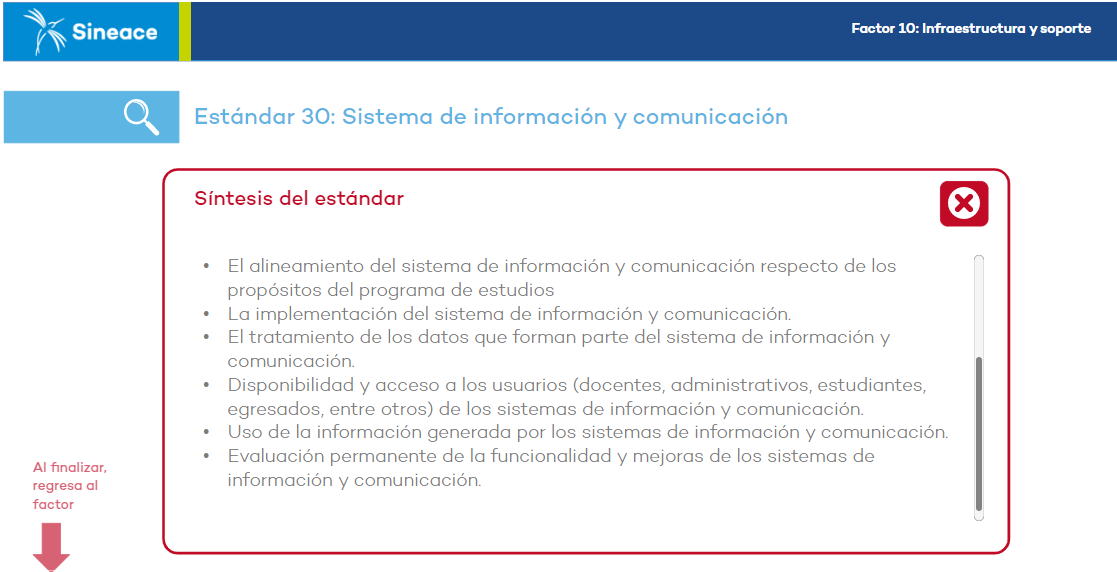 Sineace
Factor 10: Infraestructura y soporte
Estándar 30: Sistema de información y comunicación
Síntesis del estándar
• El alineamiento del sistema de información y comunicación respecto de los
propósitos del programa de estudios
• La implementación del sistema de información y comunicación.
• El tratamiento de los datos que forman parte del sistema de información y
comunicación.
• Disponibilidad y acceso a los usuarios (docentes, administrativos, estudiantes,
egresados, entre otros) de los sistemas de información y comunicación.
• Uso de la información generada por los sistemas de información y comunicación.
• Evaluación permanente de la funcionalidad y mejoras de los sistemas de
información y comunicación.
Al finalizar,
regresa al
factor